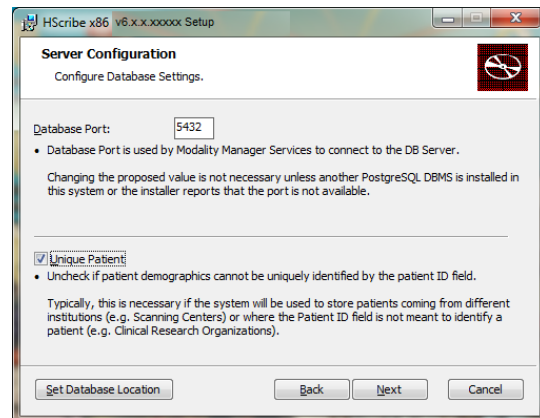 HScribe x86 v6.x.x.xxxxx Setup
Server Configuration
Configure Database Settings.
Database Port: 5432
• Database Port is used by Modality Manager Services to connect to the DB Server.
Changing the proposed value is not necessary unless another PostgreSQL DBMS is installed in
this system or the installer reports that the port is not available.
Unique Patient
• Uncheck if patient demographics cannot be uniquely identified by the patient ID field.
Typically, this is necessary if the system will be used to store patients coming from different
institutions (e.g. Scanning Centers) or where the Patient ID field is not meant to identify a
patient (e.g. Clinical Research Organizations).
Set Database Location Back Next Cancel